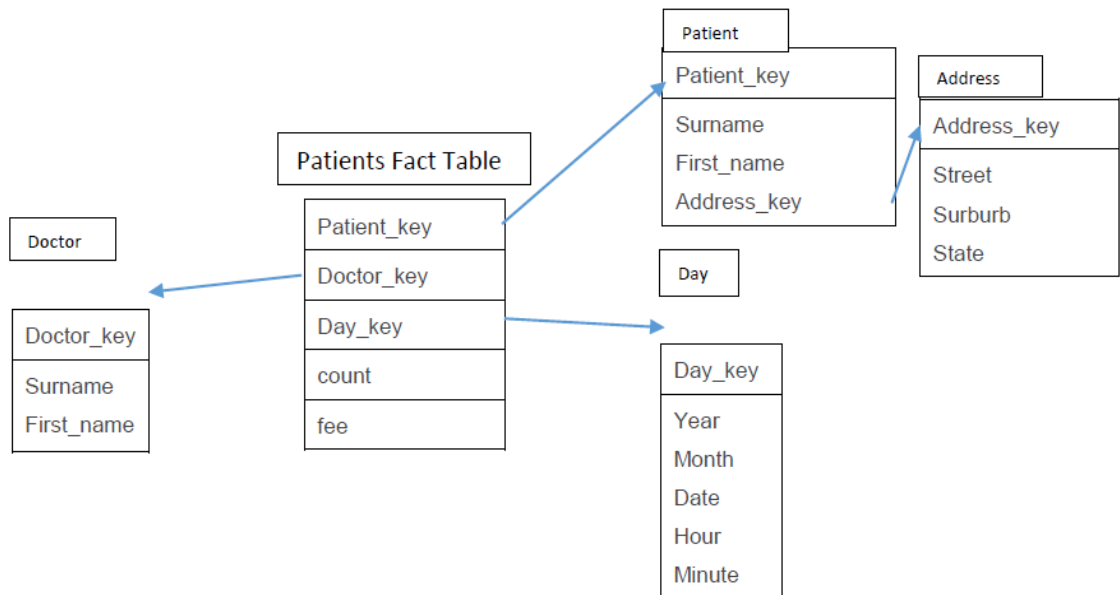 Patient
Patient_key
Surname
First_name
Address_key
Address
Address_key
Street
Surburb
State
Patients Fact Table
Patient_key
Doctor_key
Day_key
count
fee
Doctor
Doctor_key
Surname
First_name
Day
Day_key
Year
Month
Date
Hour
Minute